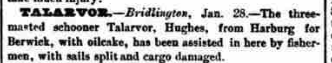 TALARVOR.—Bridlington, Jan. 28.—The three-
masted schooner Talarvor, Hughes, from Harburg for
Berwick, with oilcake, has been assisted in here by fisher-
men, with sails split and cargo damaged.